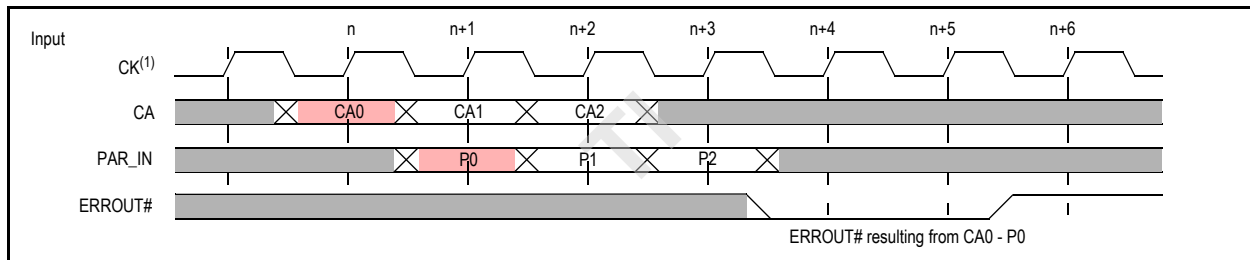 Input
n n+1 n+2 n+3 n+4 n+5 n+6
CK(1)
CA CA0 CA1 CA2
PAR_IN P0 P1 P2
ERROUT#
ERROUT# resulting from CA0 - P0
TI